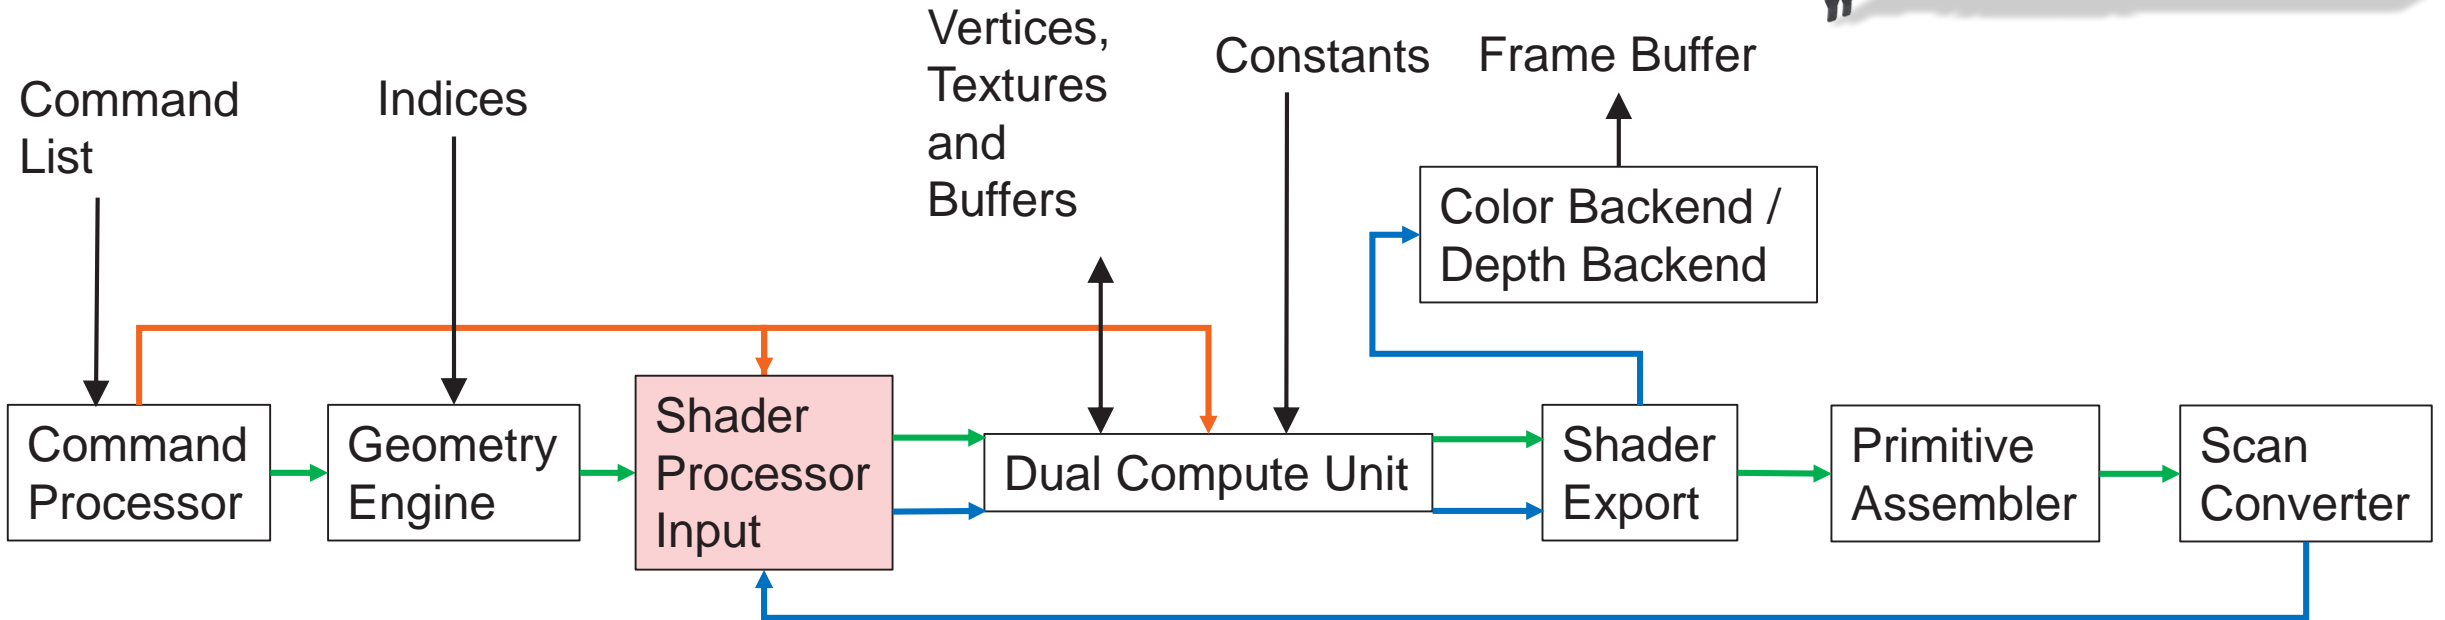 Command
List
Indices
Vertices,
Textures
and
Buffers
Constants
Frame Buffer
Color Backend /
Depth Backend
Command
Processor
Geometry
Engine
Shader
Processor
Input
Dual Compute Unit
Shader
Export
Primitive
Assembler
Scan
Converter